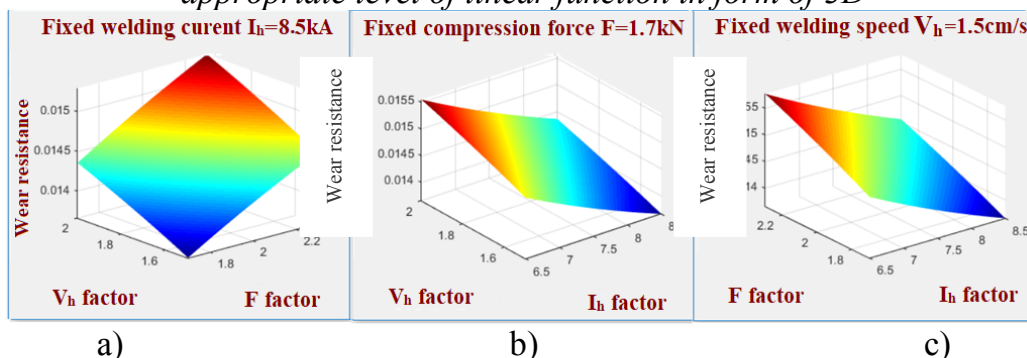 appropriate level of linear function in form of 3D
Fixed welding curent Ih=8.5kA
Wear resistance
0.015
0.0145
0.014
2
1.8
1.6
1.8
2
2.2
Vh factor
F factor
a)
Fixed compression force F=1.7kN
Wear resistance
0.0155
0.015
0.0145
0.014
2
1.8
1.6
6.5
7
7.5
8
8
Vh factor
Ih factor
b)
Fixed welding speed Vh=1.5cm/s
Wear resistance
55
15
45
14
2.2
2
1.8
6.5
7
7.5
8
8.5
F factor
Ih factor
c)